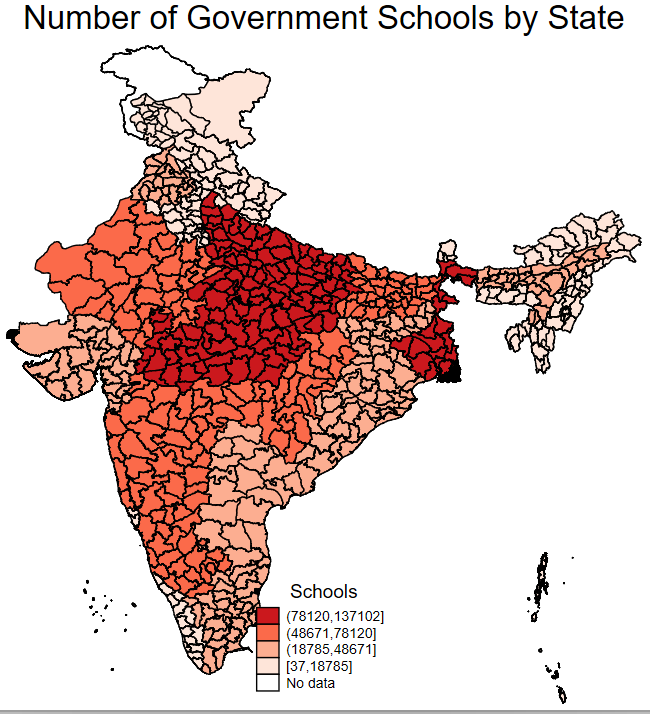 Number of Government Schools by State
Schools
(78120,137102]
(48671,78120]
(18785,48671]
[37,18785]
No data